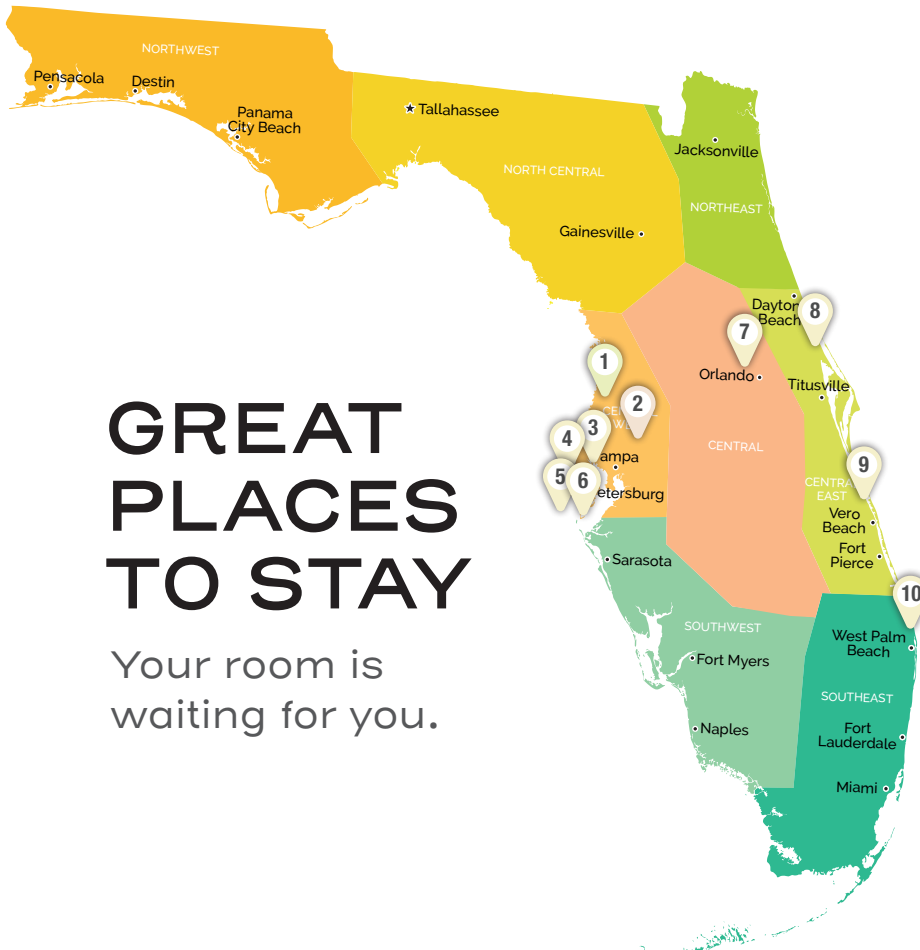 NORTHWEST
Pensacola
Destin
Panama
City Beach
Tallahassee
NORTH CENTRAL
Gainesville
Jacksonville
NORTHEAST
Dayton
Beach
8
7
Orlando
Titusville
1
2
3
4
5
6
ampa
etersburg
CENTRAL
9
EAST
Vero
Beach
Fort
Pierce
10
GREAT
PLACES
TO STAY
Your room is
waiting for you.
Sarasota
SOUTHWEST
Fort Myers
Naples
West Palm
Beach
SOUTHEAST
Fort
Lauderdale
Miami